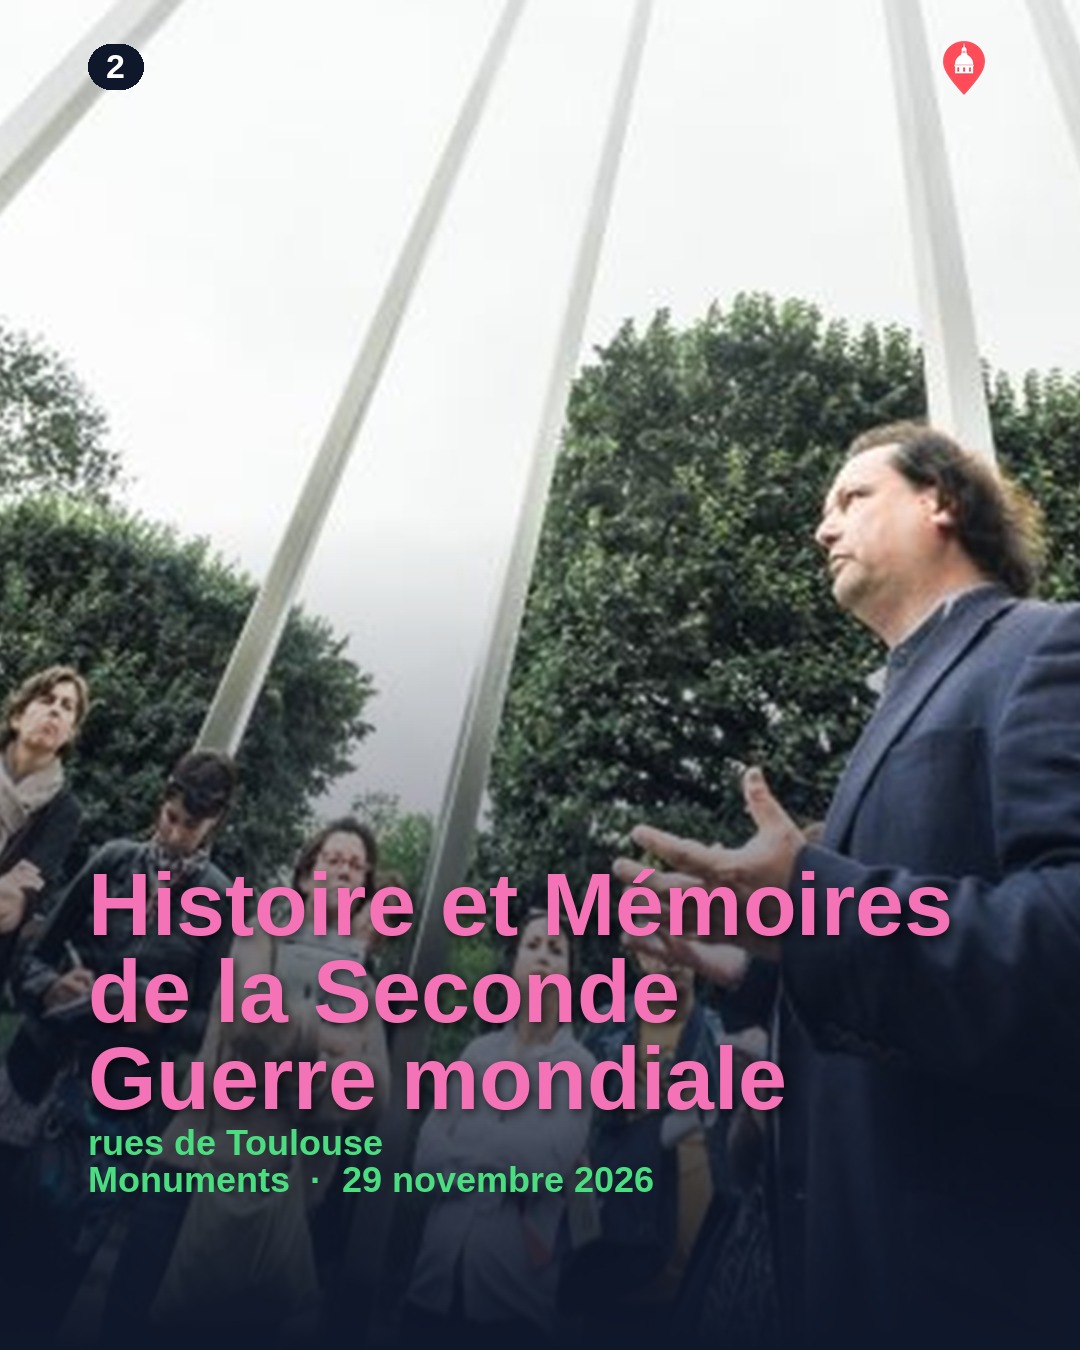 2
Histoire et Mémoires
de la Seconde
Guerre mondiale
rues de Toulouse
Monuments · 29 novembre 2026